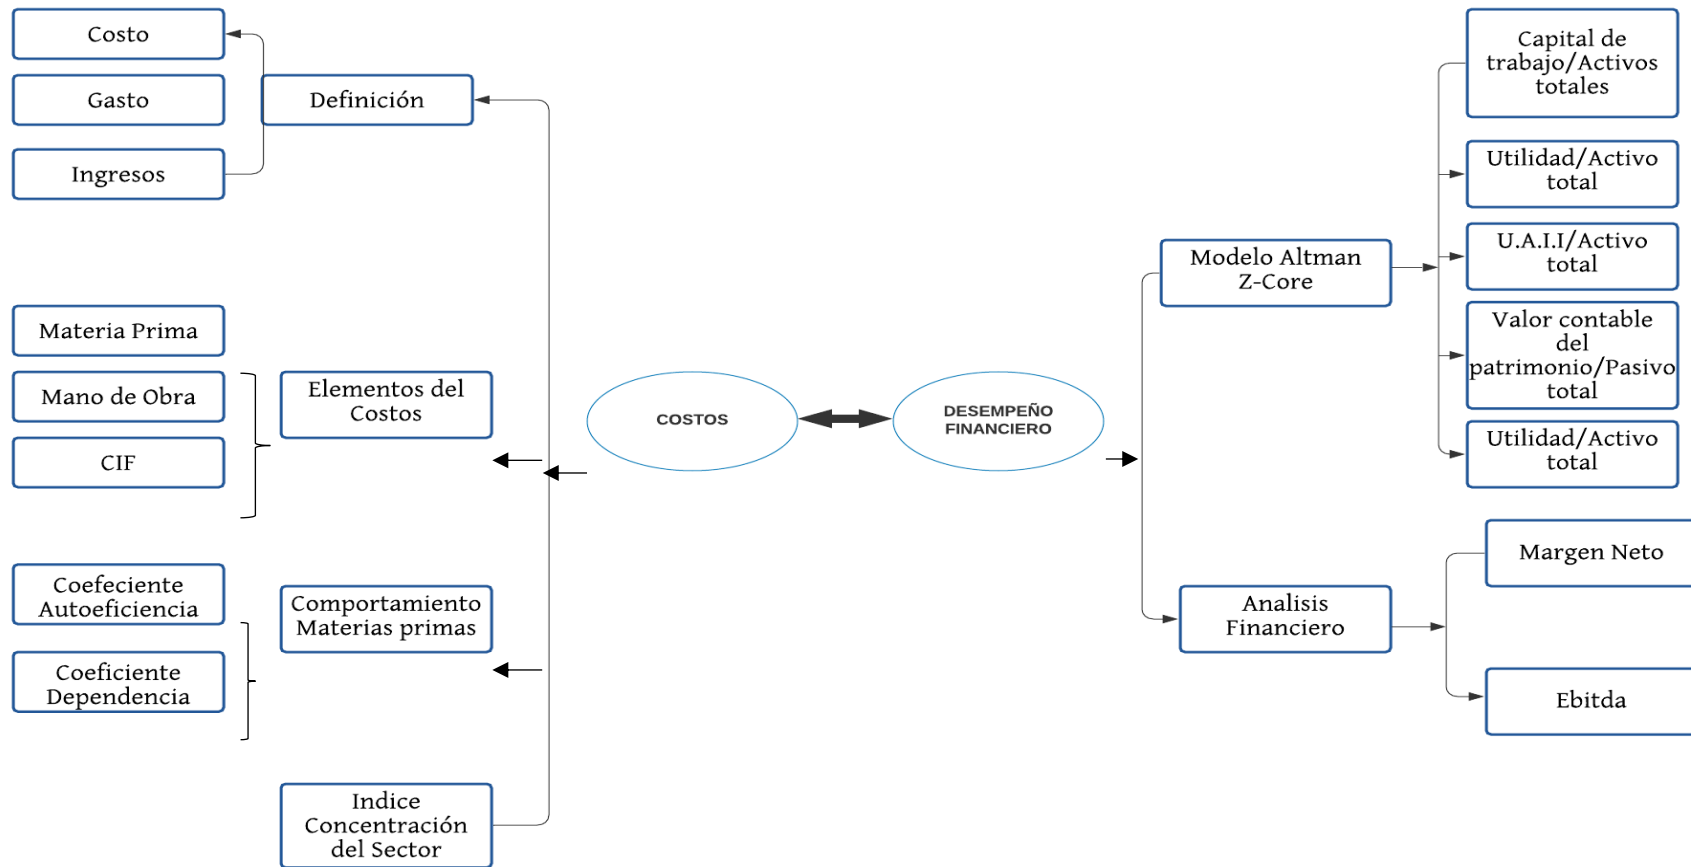 Costo
Gasto
Ingresos
Definición
Materia Prima
Mano de Obra
CIF
Elementos del
Costos
Coefeciente
Autoeficiencia
Coeficiente
Dependencia
Comportamiento
Materias primas
Indice
Concentración
del Sector
COSTOS
DESEMPEÑO
FINANCIERO
Modelo Altman
Z-Core
Capital de
trabajo/Activos
totales
Utilidad/Activo
total
U.A.I.I/Activo
total
Valor contable
del
patrimonio/Pasivo
total
Utilidad/Activo
total
Analisis
Financiero
Margen Neto
Ebitda